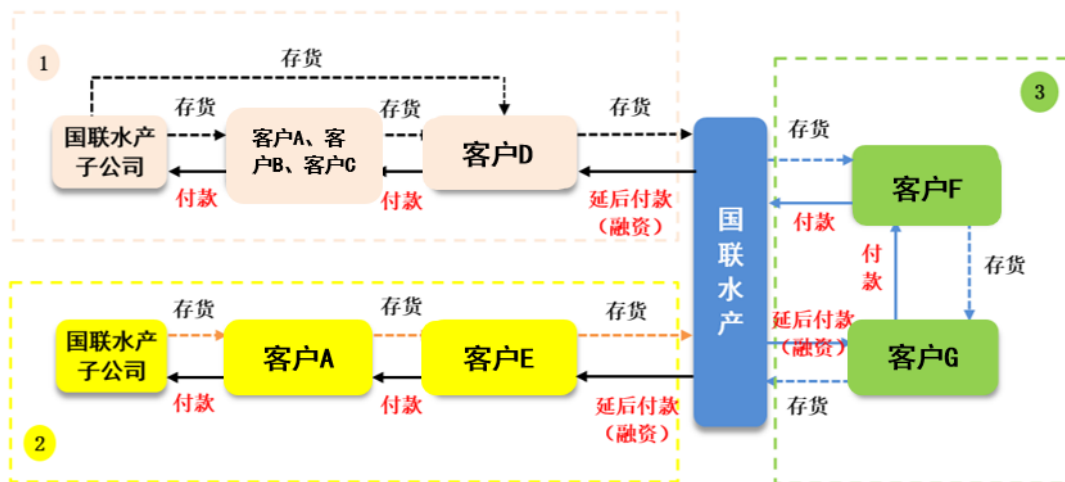 1
存货
存货
存货
存货
国联水产
子公司
客户A、客
户B、客户C
客户D
付款
付款
延后付款
（融资）
2
存货
存货
存货
国联水产
子公司
客户A
客户E
付款
付款
延后付款
（融资）
国
联
水
产
3
存货
客户F
付款
付
款
存货
延后付款
（融资）
客户G
存货